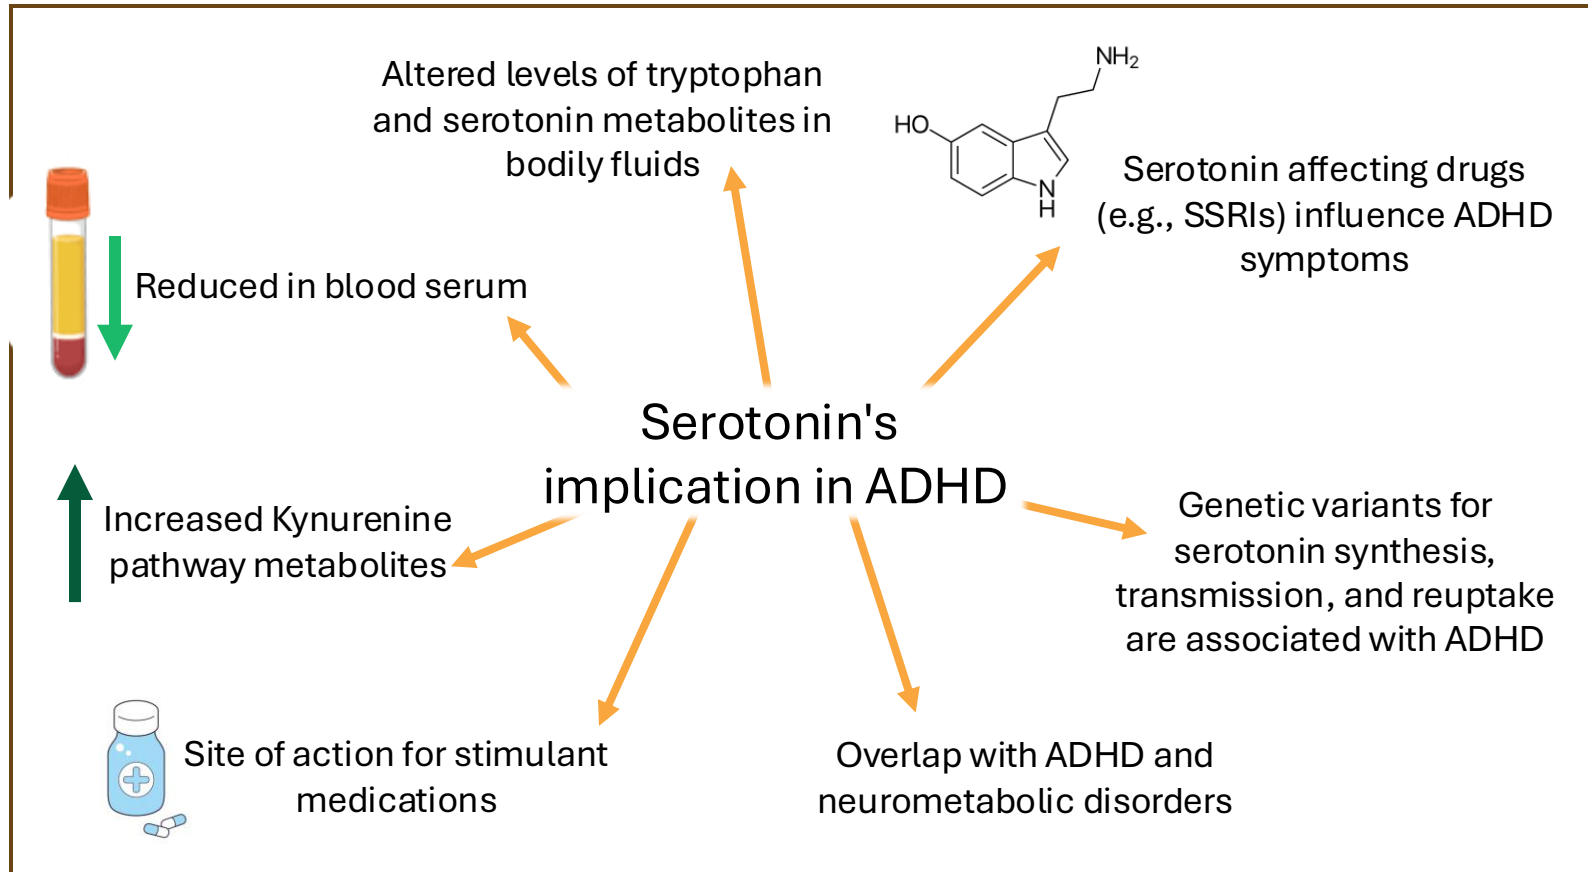 Altered levels of tryptophan
and serotonin metabolites in
bodily fluids
NH2
HO
N
H
Serotonin affecting drugs
(e.g., SSRIs) influence ADHD
symptoms
Reduced in blood serum
Serotonin's
implication in ADHD
Increased Kynurenine
pathway metabolites
Genetic variants for
serotonin synthesis,
transmission, and reuptake
are associated with ADHD
Site of action for stimulant
medications
Overlap with ADHD and
neurometabolic disorders